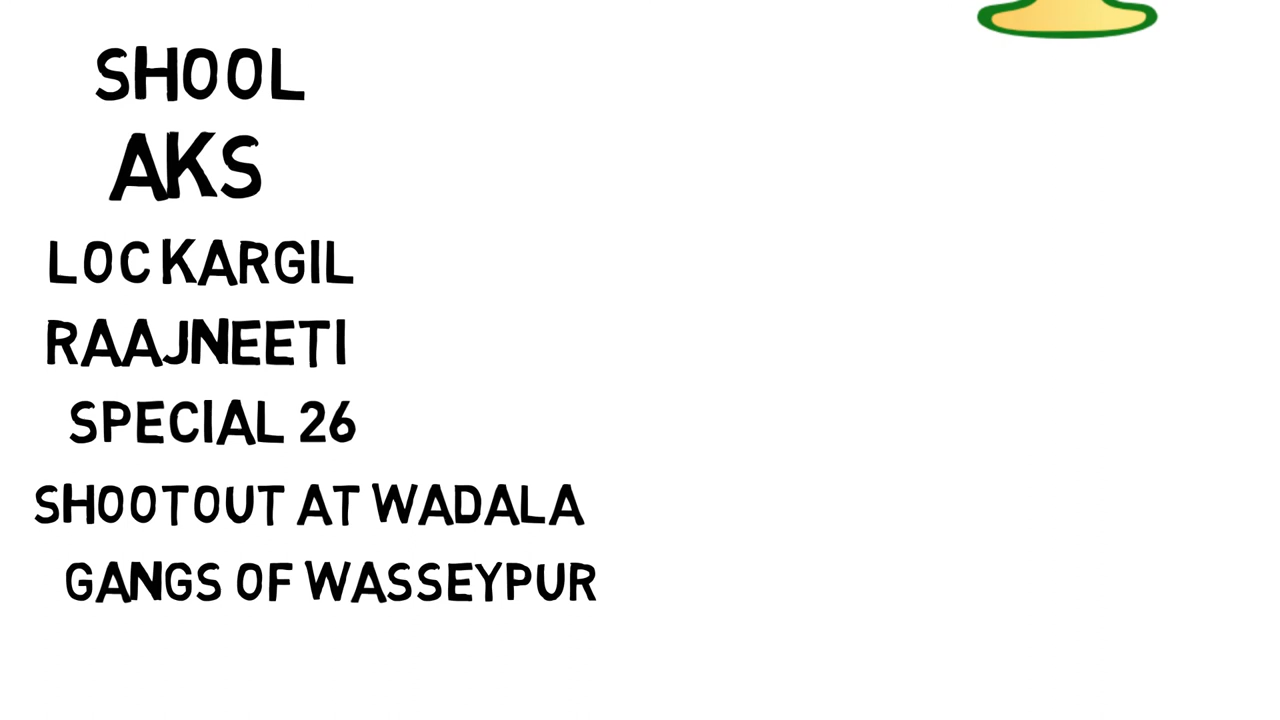 SHOOL
AKS
LOC KARGIL
RAAJNEETI
SPECIAL 26
SHOOTOUT AT WADALA
GANGS OF WASSEYPUR